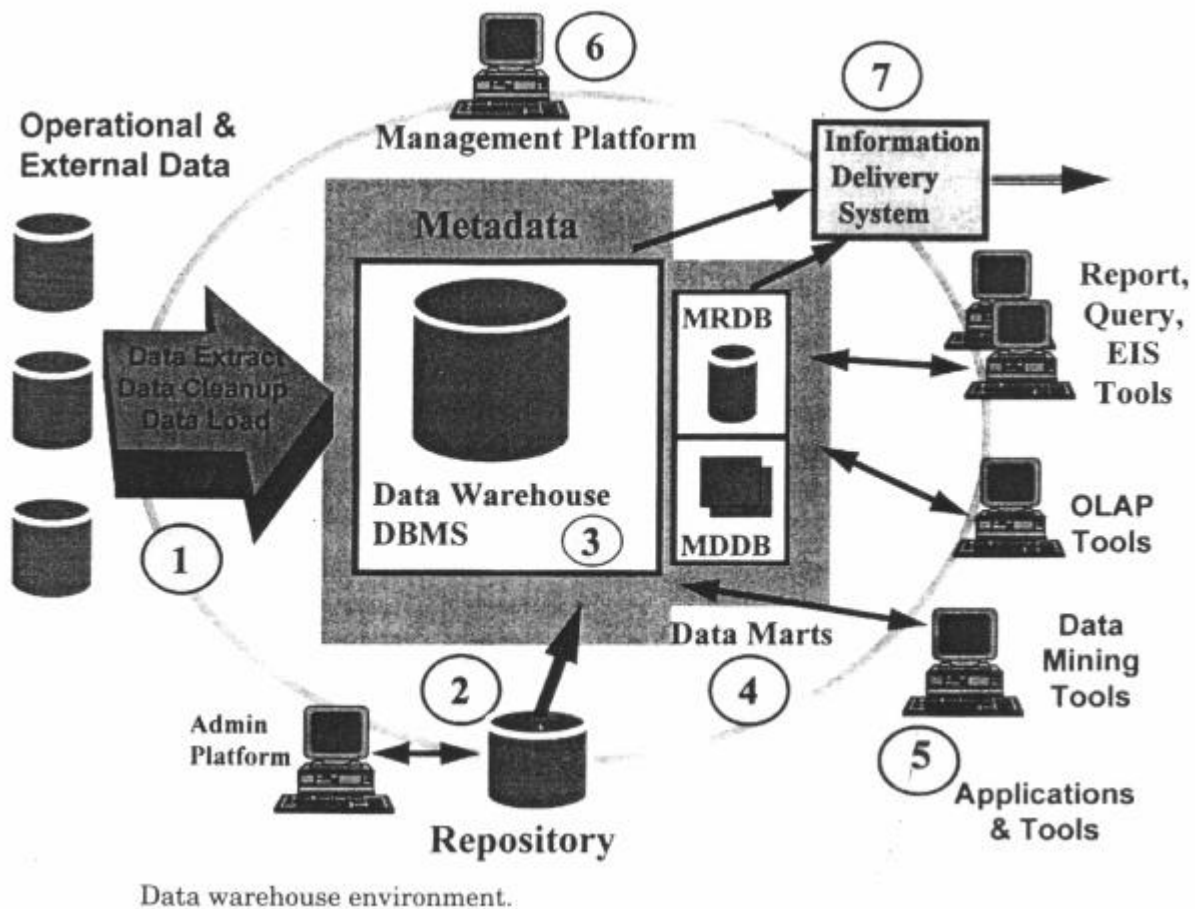 6
7
Operational &
External Data
Management Platform
Information
Delivery
System
Metadata
Data Extract
Data Cleanup
Data Load
MRDB
Report,
Query,
EIS
Tools
Data Warehouse
DBMS
3
MDDB
OLAP
Tools
1
Data Marts
4
Data
Mining
Tools
2
Admin
Platform
5
Applications
& Tools
Repository
Data warehouse environment.